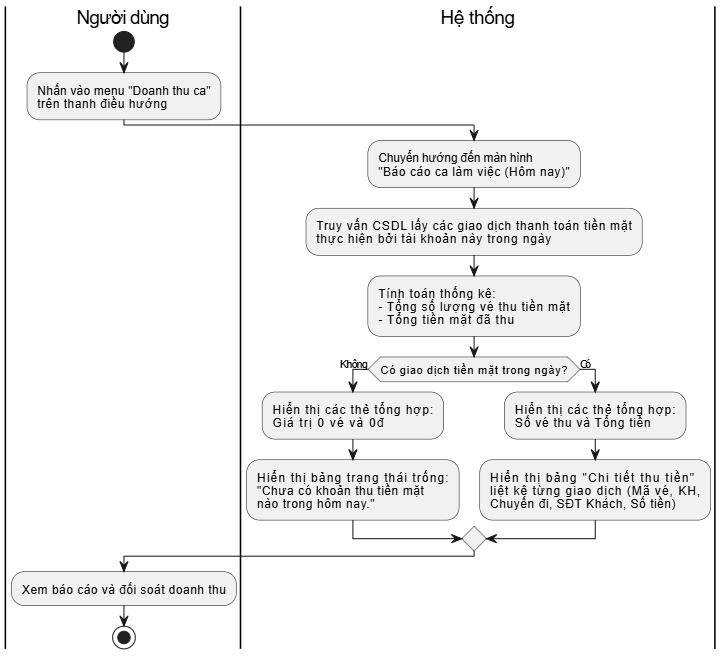 Người dùng
Hệ thống
Nhấn vào menu "Doanh thu ca"
trên thanh điều hướng
Chuyển hướng đến màn hình
"Báo cáo ca làm việc (Hôm nay)"
Truy vấn CSDL lấy các giao dịch thanh toán tiền mặt
thực hiện bởi tài khoản này trong ngày
Tính toán thống kê:
- Tổng số lượng vé thu tiền mặt
- Tổng tiền mặt đã thu
Không
Có giao dịch tiền mặt trong ngày?
Có
Hiển thị các thẻ tổng hợp:
Giá trị 0 vé và 0đ
Hiển thị các thẻ tổng hợp:
Số vé thu và Tổng tiền
Hiển thị bảng trạng thái trống:
"Chưa có khoản thu tiền mặt
nào trong hôm nay."
Hiển thị bảng "Chi tiết thu tiền"
liệt kê từng giao dịch (Mã vé, KH,
Chuyến đi, SĐT Khách, Số tiền)
Xem báo cáo và đối soát doanh thu